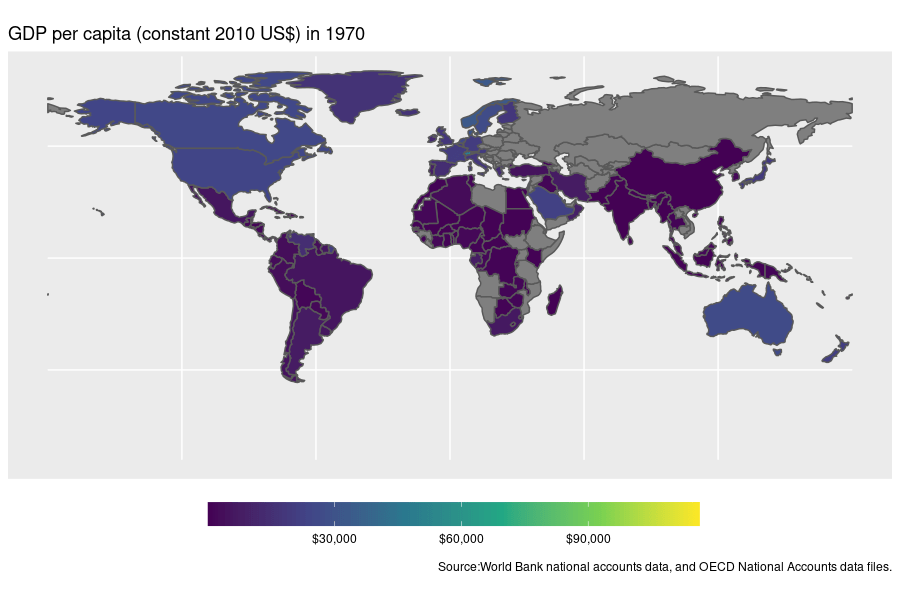 GDP per capita (constant 2010 US$) in 1970
$30,000 $60,000 $90,000
Source:World Bank national accounts data, and OECD National Accounts data files.